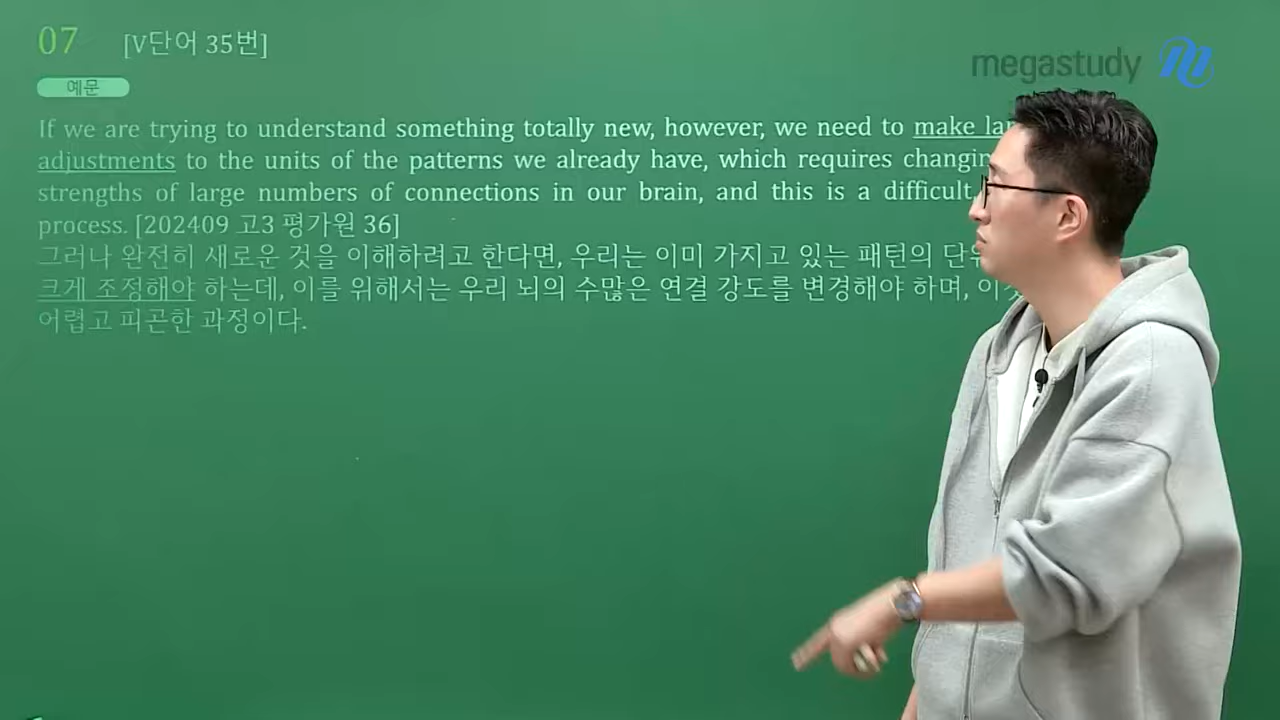 07 [V단어 35번]
megastudy
예문
If we are trying to understand something totally new, however, we need to make
adjustments to the units of the patterns we already have, which requires
strengths of large numbers of connections in our brain, and this is a difficult
process. [202409 고3 평가원 36]
그러나 완전히 새로운 것을 이해하려고 한다면, 우리는 이미 가지고 있는 패턴의
크게 조정해야 하는데, 이를 위해서는 우리 뇌의 수많은 연결 강도를 변경해야 하며,
어렵고 피곤한 과정이다.